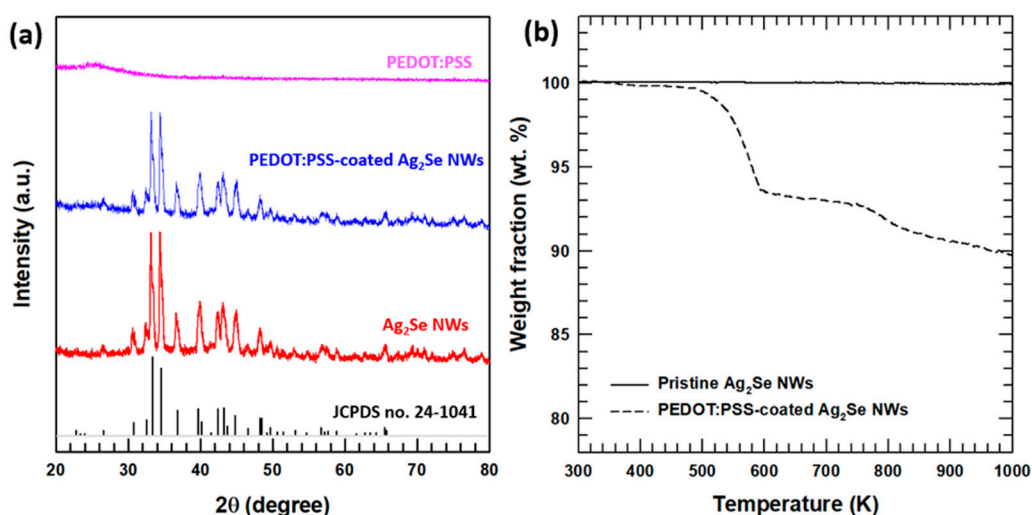 (a)
PEDOT:PSS
PEDOT:PSS-coated Ag₂Se NWs
Ag₂Se NWs
JCPDS no. 24-1041
Intensity (a.u.)
20 30 40 50 60 70 80
2θ (degree)
(b)
100
95
90
85
80
Weight fraction (wt. %)
Pristine Ag₂Se NWs
PEDOT:PSS-coated Ag₂Se NWs
300 400 500 600 700 800 900 1000
Temperature (K)